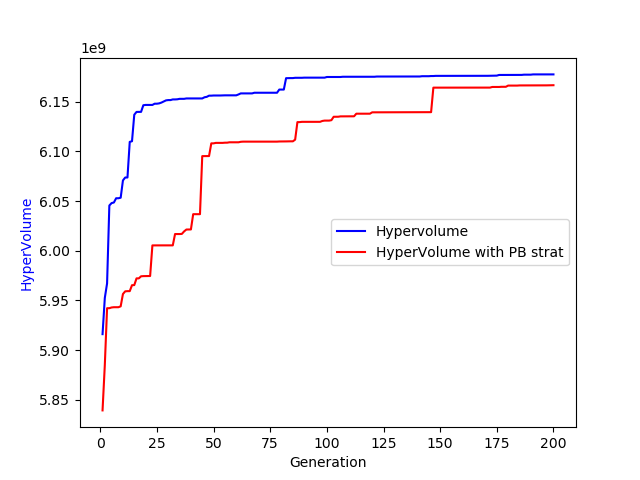 1e9
6.15
6.10
6.05
6.00
5.95
5.90
5.85
HyperVolume
Hypervolume
HyperVolume with PB strat
0 25 50 75 100 125 150 175 200
Generation